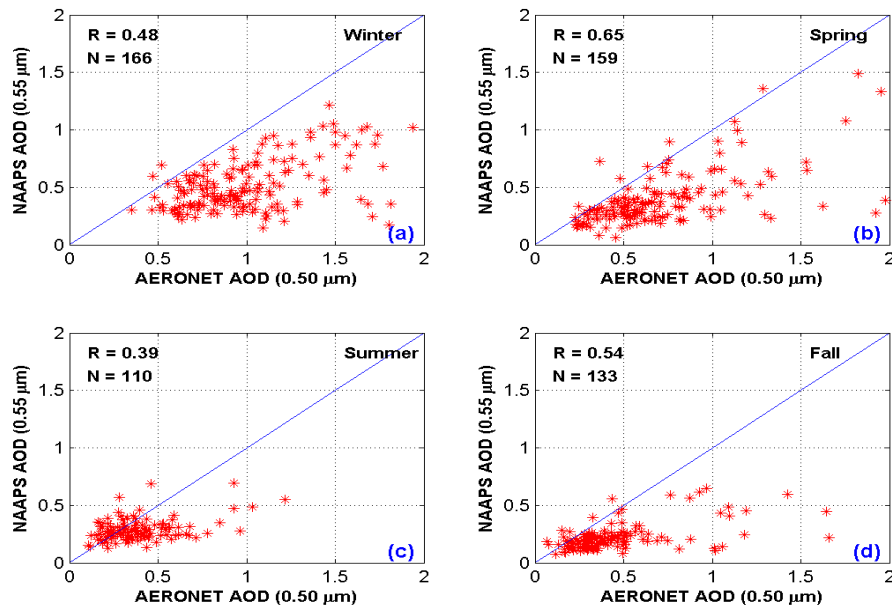 R = 0.48
N = 166
Winter
2
1.5
1
0.5
0
NAAPS AOD (0.55 μm)
(a)
0
0.5
1
1.5
2
AERONET AOD (0.50 μm)
R = 0.65
N = 159
Spring
2
1.5
1
0.5
0
NAAPS AOD (0.55 μm)
(b)
0
0.5
1
1.5
2
AERONET AOD (0.50 μm)
R = 0.39
N = 110
Summer
2
1.5
1
0.5
0
NAAPS AOD (0.55 μm)
(c)
0
0.5
1
1.5
2
AERONET AOD (0.50 μm)
R = 0.54
N = 133
Fall
2
1.5
1
0.5
0
NAAPS AOD (0.55 μm)
(d)
0
0.5
1
1.5
2
AERONET AOD (0.50 μm)